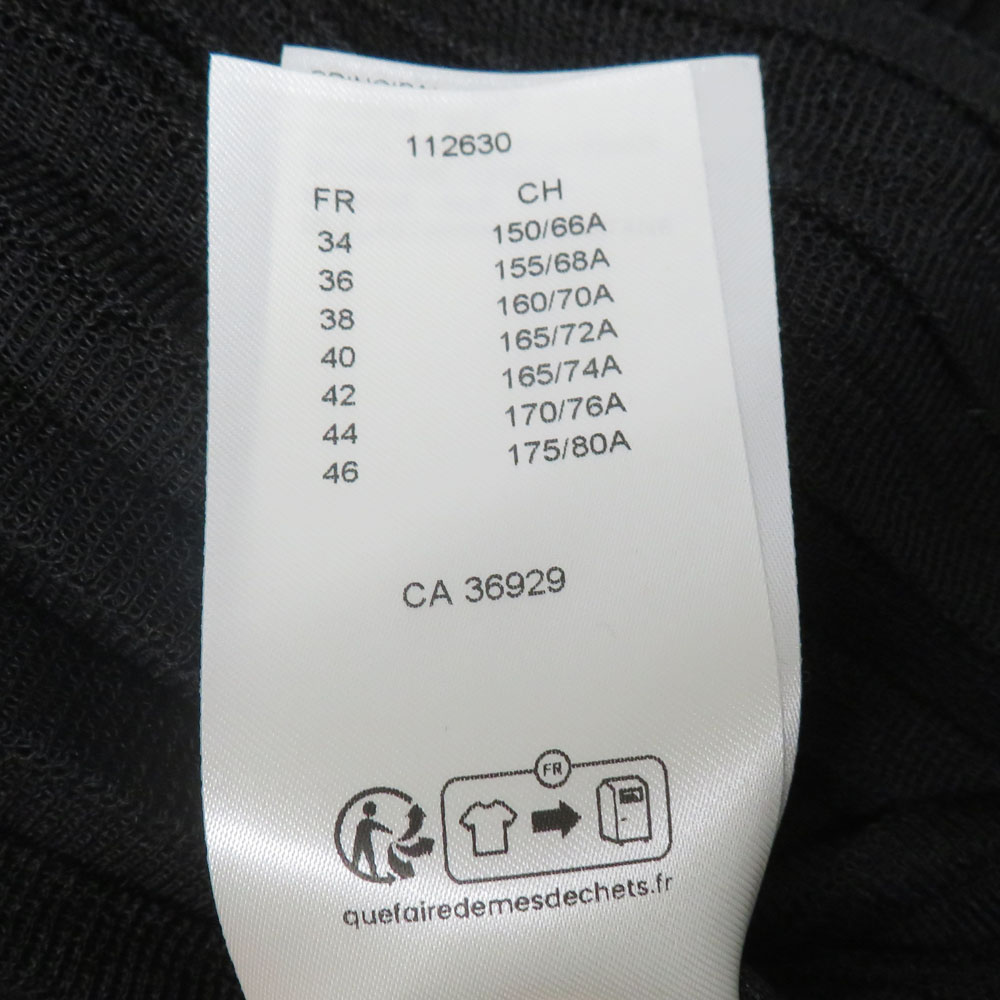 112630
FR CH
34 150/66A
36 155/68A
38 160/70A
40 165/72A
42 165/74A
44 170/76A
46 175/80A
CA 36929
FR
quefairedemesdechets.fr